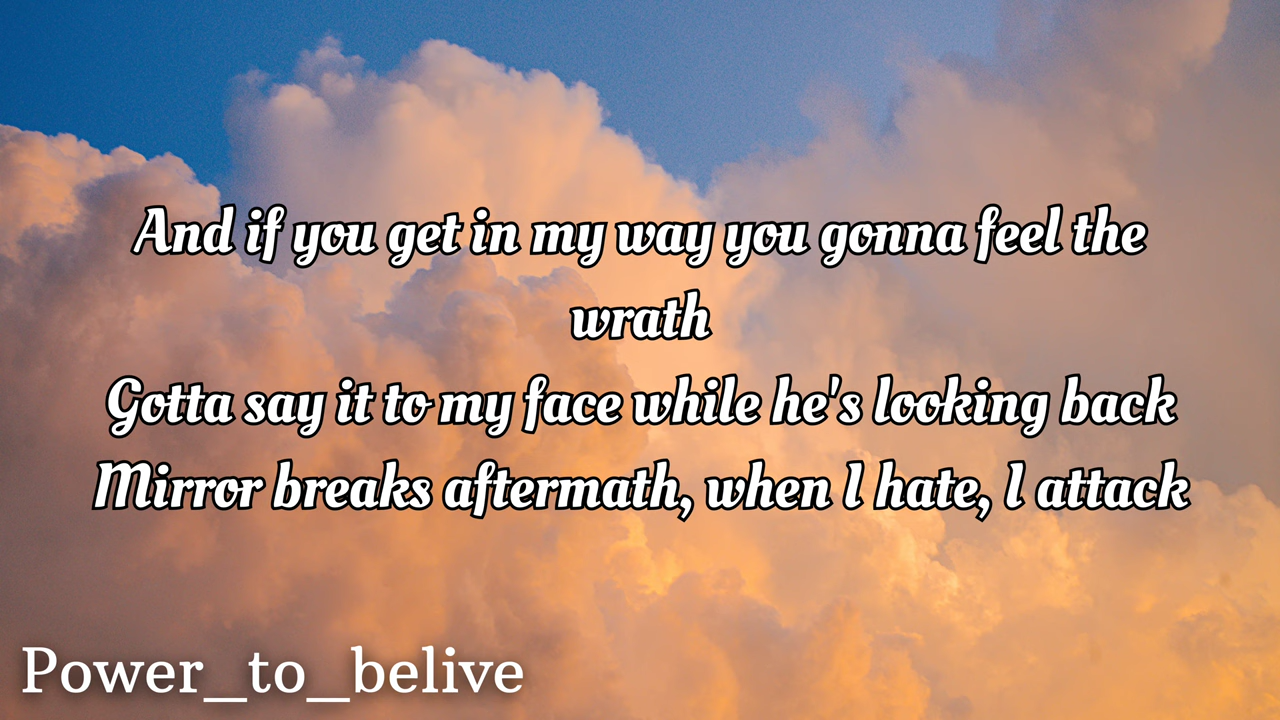 And if you get in my way you gonna feel the
wrath
Gotta say it to my face while he's looking back
Mirror breaks aftermath, when I hate, I attack
Power_to_belive